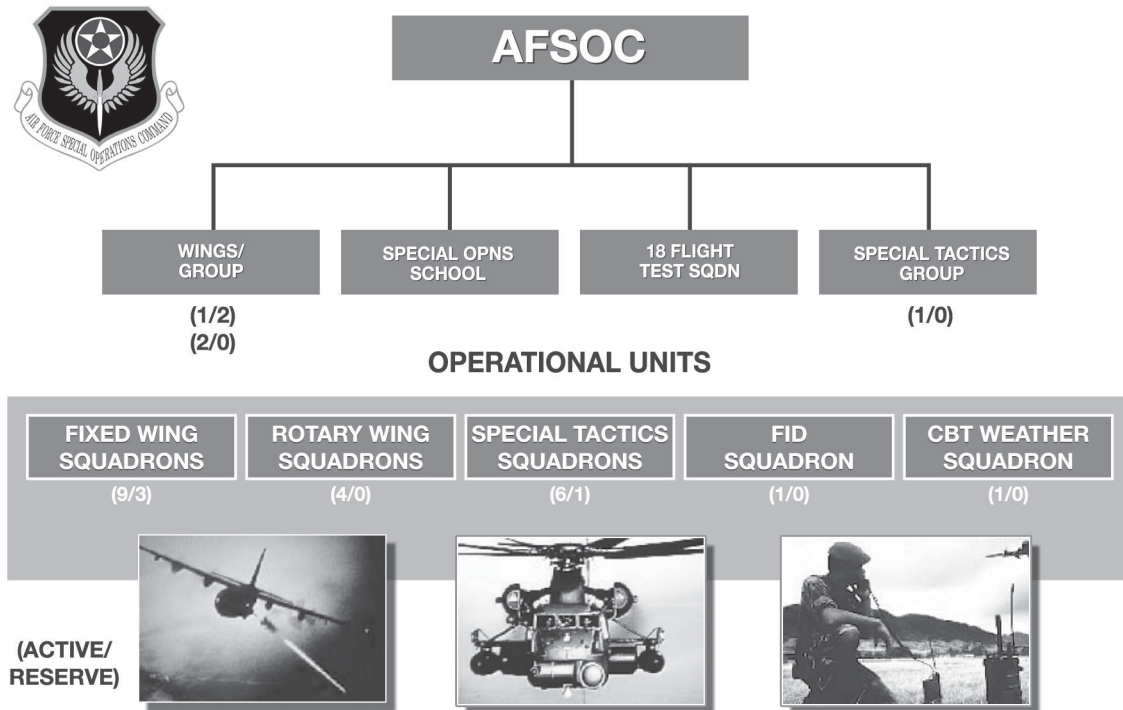 AFSOC
AIR FORCE SPECIAL OPERATIONS COMMAND
WINGS/
GROUP
(1/2)
(2/0)
SPECIAL OPNS
SCHOOL
18 FLIGHT
TEST SQDN
SPECIAL TACTICS
GROUP
(1/0)
OPERATIONAL UNITS
FIXED WING
SQUADRONS
(9/3)
ROTARY WING
SQUADRONS
(4/0)
SPECIAL TACTICS
SQUADRONS
(6/1)
FID
SQUADRON
(1/0)
CBT WEATHER
SQUADRON
(1/0)
(ACTIVE/
RESERVE)